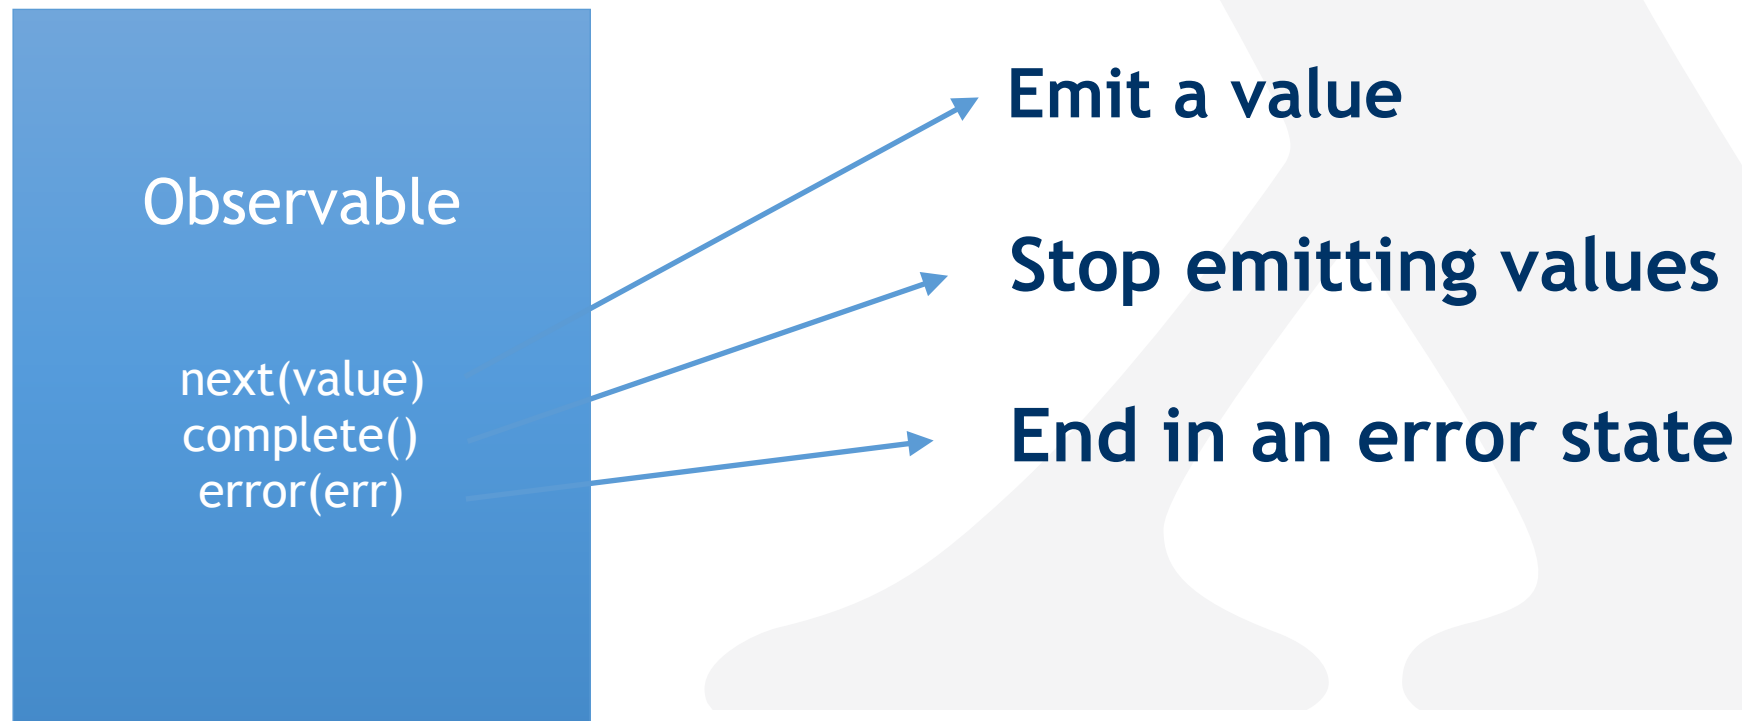 Observable
next(value)
complete()
error(err)
Emit a value
Stop emitting values
End in an error state